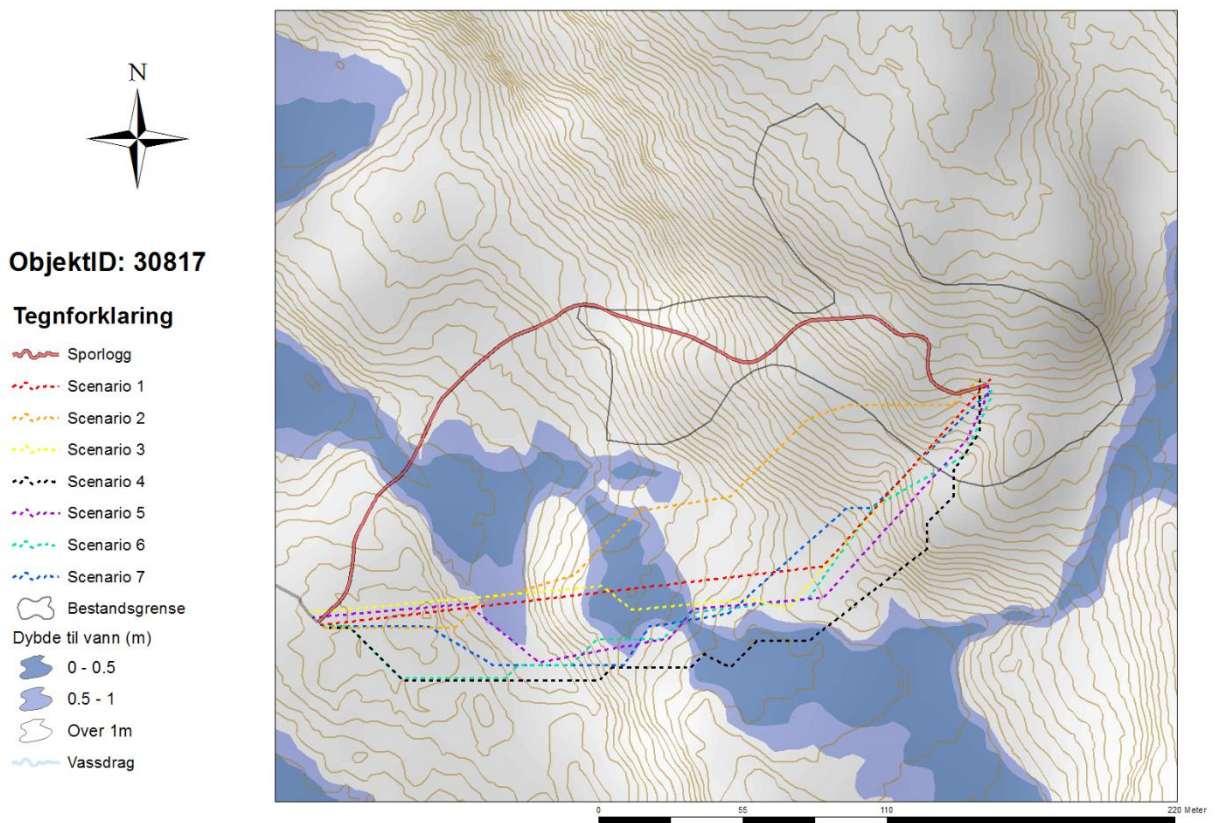 N
ObjektID: 30817
Tegnforklaring
Sporlogg
Scenario 1
Scenario 2
Scenario 3
Scenario 4
Scenario 5
Scenario 6
Scenario 7
Bestandsgrense
Dybde til vann (m)
0 - 0.5
0.5 - 1
Over 1m
Vassdrag
0 55 110 220 Meter